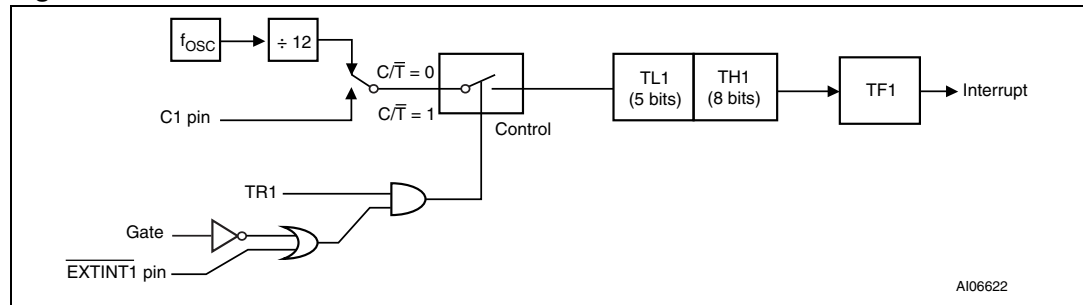 fOSC
÷ 12
C/T̅ = 0
C1 pin
C/T̅ = 1
Control
TL1
(5 bits)
TH1
(8 bits)
TF1
Interrupt
TR1
Gate
E̅X̅T̅I̅N̅T̅1̅ pin
AI06622